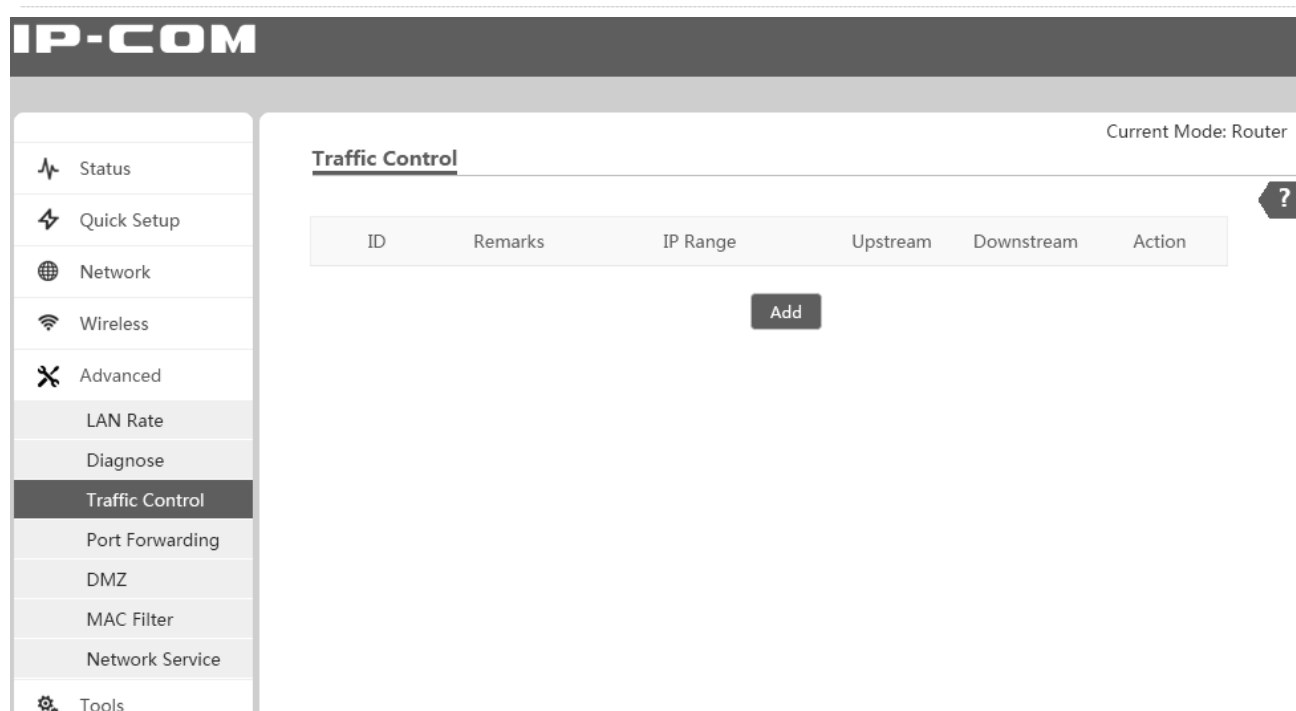 IP-COM
Current Mode: Router
Traffic Control
?
Status
Quick Setup
Network
Wireless
Advanced
LAN Rate
Diagnose
Traffic Control
Port Forwarding
DMZ
MAC Filter
Network Service
Tools
ID Remarks IP Range Upstream Downstream Action
Add